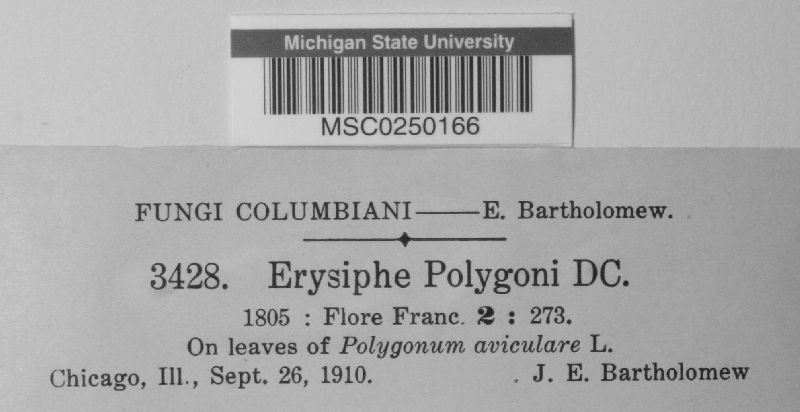 Michigan State University
MSC0250166
FUNGI COLUMBIANI——E. Bartholomew.
3428. Erysiphe Polygoni DC.
1805 : Flore Franc. 2 : 273.
On leaves of Polygonum aviculare L.
Chicago, Ill., Sept. 26, 1910. J. E. Bartholomew